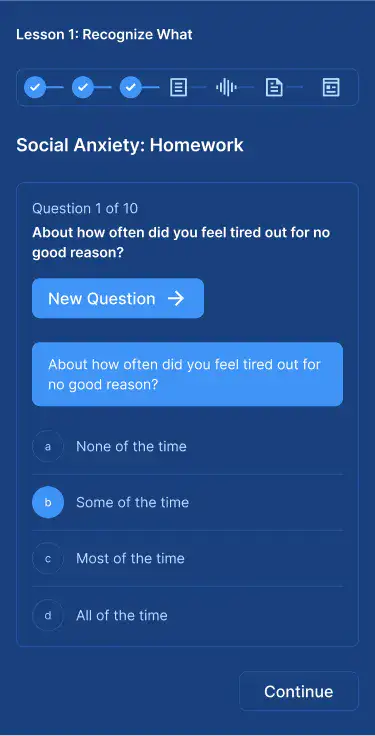 Lesson 1: Recognize What
Social Anxiety: Homework
Question 1 of 10
About how often did you feel tired out for no
good reason?
New Question
About how often did you feel tired out for
no good reason?
a None of the time
b Some of the time
c Most of the time
d All of the time
Continue